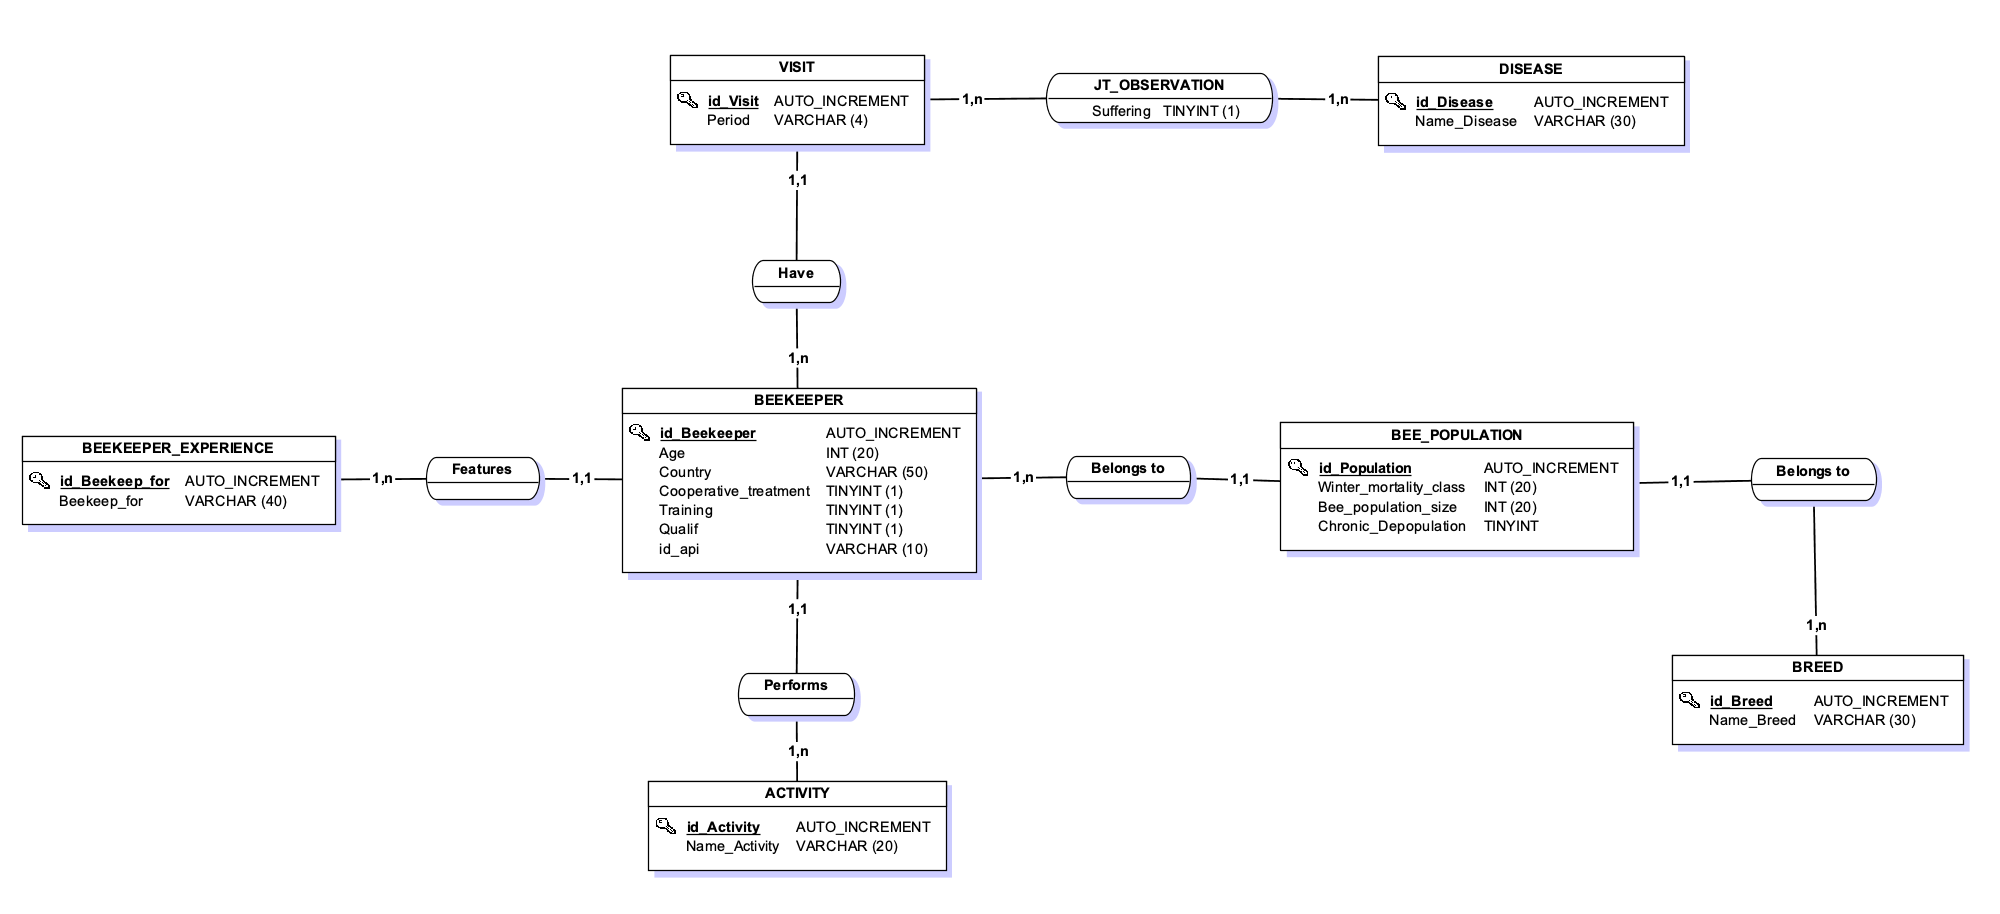 VISIT
id_Visit AUTO_INCREMENT
Period VARCHAR (4)
1,n
JT_OBSERVATION
Suffering TINYINT (1)
1,n
DISEASE
id_Disease AUTO_INCREMENT
Name_Disease VARCHAR (30)
1,1
Have
1,n
BEEKEEPER_EXPERIENCE
id_Beekeep_for AUTO_INCREMENT
Beekeep_for VARCHAR (40)
1,n
Features
1,1
BEEKEEPER
id_Beekeeper AUTO_INCREMENT
Age INT (20)
Country VARCHAR (50)
Cooperative_treatment TINYINT (1)
Training TINYINT (1)
Qualif TINYINT (1)
id_api VARCHAR (10)
1,n
Belongs to
1,1
BEE_POPULATION
id_Population AUTO_INCREMENT
Winter_mortality_class INT (20)
Bee_population_size INT (20)
Chronic_Depopulation TINYINT
1,1
Belongs to
1,n
BREED
id_Breed AUTO_INCREMENT
Name_Breed VARCHAR (30)
1,1
Performs
1,n
ACTIVITY
id_Activity AUTO_INCREMENT
Name_Activity VARCHAR (20)